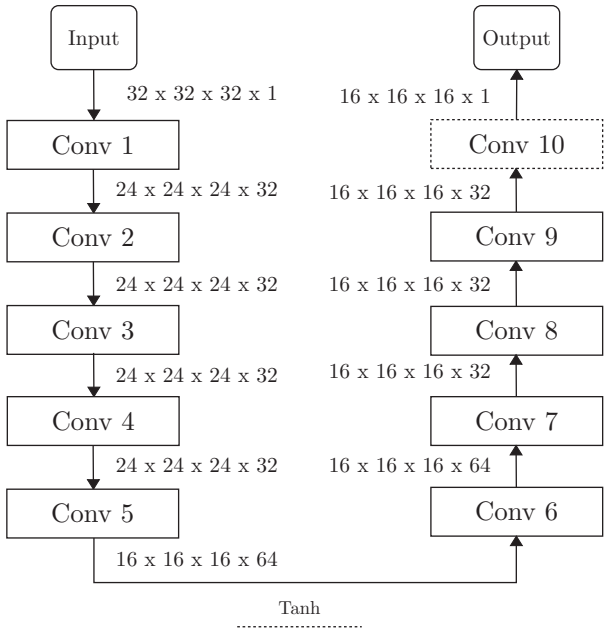 Input
32 x 32 x 32 x 1
Conv 1
24 x 24 x 24 x 32
Conv 2
24 x 24 x 24 x 32
Conv 3
24 x 24 x 24 x 32
Conv 4
24 x 24 x 24 x 32
Conv 5
16 x 16 x 16 x 64
Conv 6
16 x 16 x 16 x 64
Conv 7
16 x 16 x 16 x 32
Conv 8
16 x 16 x 16 x 32
Conv 9
16 x 16 x 16 x 32
Conv 10
16 x 16 x 16 x 1
Output
Tanh